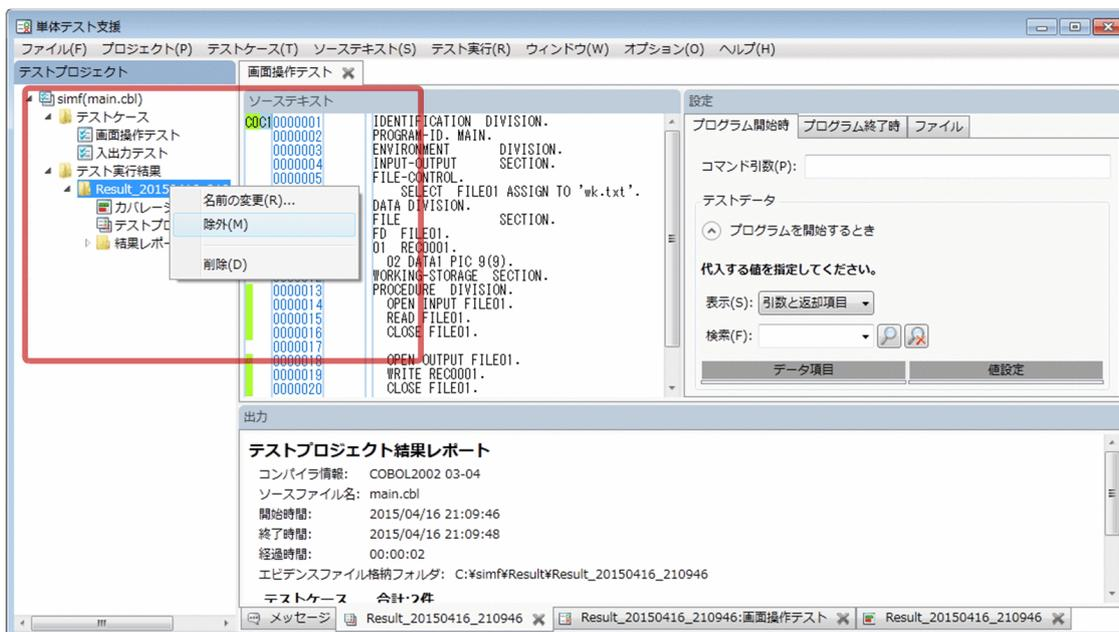 単体テスト支援
ファイル(F) プロジェクト(P) テストケース(T) ソーステキスト(S) テスト実行(R) ウィンドウ(W) オプション(O) ヘルプ(H)
テストプロジェクト
simf(main.cbl)
テストケース
画面操作テスト
入出力テスト
テスト実行結果
Result_2015
カバレー
テストプロ
結果レポー
名前の変更(R)...
除外(M)
削除(D)
画面操作テスト
ソーステキスト
COC1 0000001 IDENTIFICATION DIVISION.
0000002 PROGRAM-ID. MAIN.
0000003 ENVIRONMENT DIVISION.
0000004 INPUT-OUTPUT SECTION.
0000005 FILE-CONTROL.
SELECT FILE01 ASSIGN TO 'wk.txt'.
DATA DIVISION.
FILE SECTION.
FD FILE01.
01 REC0001.
02 DATA1 PIC 9(9).
WORKING-STORAGE SECTION.
0000013 PROCEDURE DIVISION.
0000014 OPEN INPUT FILE01.
0000015 READ FILE01.
0000016 CLOSE FILE01.
0000017
0000018 OPEN OUTPUT FILE01.
0000019 WRITE REC0001.
0000020 CLOSE FILE01.
設定
プログラム開始時 プログラム終了時 ファイル
コマンド引数(P):
テストデータ
プログラムを開始するとき
代入する値を指定してください。
表示(S): 引数と返却項目
検索(F):
データ項目 値設定
出力
テストプロジェクト結果レポート
コンパイラ情報: COBOL2002 03-04
ソースファイル名: main.cbl
開始時間: 2015/04/16 21:09:46
終了時間: 2015/04/16 21:09:48
経過時間: 00:00:02
エビデンスファイル格納フォルダ: C:¥simf¥Result¥Result_20150416_210946
テストケース 合計:2件
メッセージ Result_20150416_210946 Result_20150416_210946:画面操作テスト Result_20150416_210946